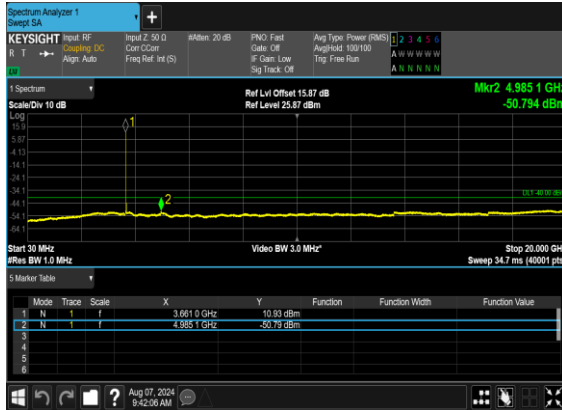 Spectrum Analyzer 1
Swept SA
+
KEYSIGHT Input: RF Input Z: 50 Ω #Atten: 20 dB PNO: Fast Avg Type: Power (RMS) 1 2 3 4 5 6
R T Coupling: DC Corr CCorr Gate: Off Avg|Hold: 100/100 A W W W W W
Align: Auto Freq Ref: Int (S) IF Gain: Low Trig: Free Run
Sig Track: Off A N N N N N
1 Spectrum Ref Lvl Offset 15.87 dB Mkr2 4.985 1 GHz
Scale/Div 10 dB Ref Level 25.87 dBm -50.794 dBm
Log
15.9
5.87
-4.13
-14.1
-24.1
-34.1
-44.1
-54.1
-64.1
1
2
DL1 -40.00 dBm
Start 30 MHz Video BW 3.0 MHz* Stop 20.000 GHz
#Res BW 1.0 MHz Sweep 34.7 ms (40001 pts)
5 Marker Table
Mode Trace Scale X Y Function Function Width Function Value
1 N 1 f 3.661 0 GHz 10.93 dBm
2 N 1 f 4.985 1 GHz -50.79 dBm
3
4
5
6
? Aug 07, 2024
9:42:06 AM